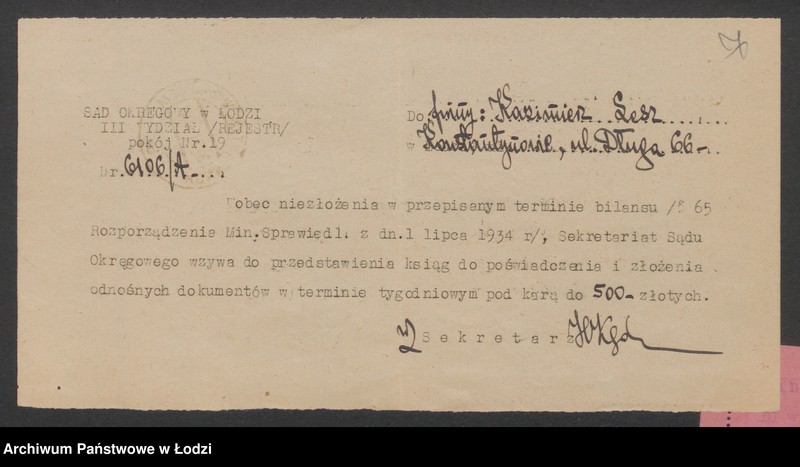 SĄD OKRĘGOWY w ŁODZI
III WYDZIAŁ /REJESTR/
pokój Nr.19
Nr. 6106/A
Do firmy: Kazimierz Lesz
w Konstantynowie, ul. Długa 66-
Wobec niezłożenia w przepisanym terminie bilansu /§ 65
Rozporządzenie Min.Sprawiedl. z dn.1 lipca 1934 r/, Sekretariat Sądu
Okręgowego wzywa do przedstawienia ksiąg do poświadczenia i złożenia
odnośnych dokumentów w terminie tygodniowym pod karą do 500- złotych.
Sekretarz
Archiwum Państwowe w Łodzi